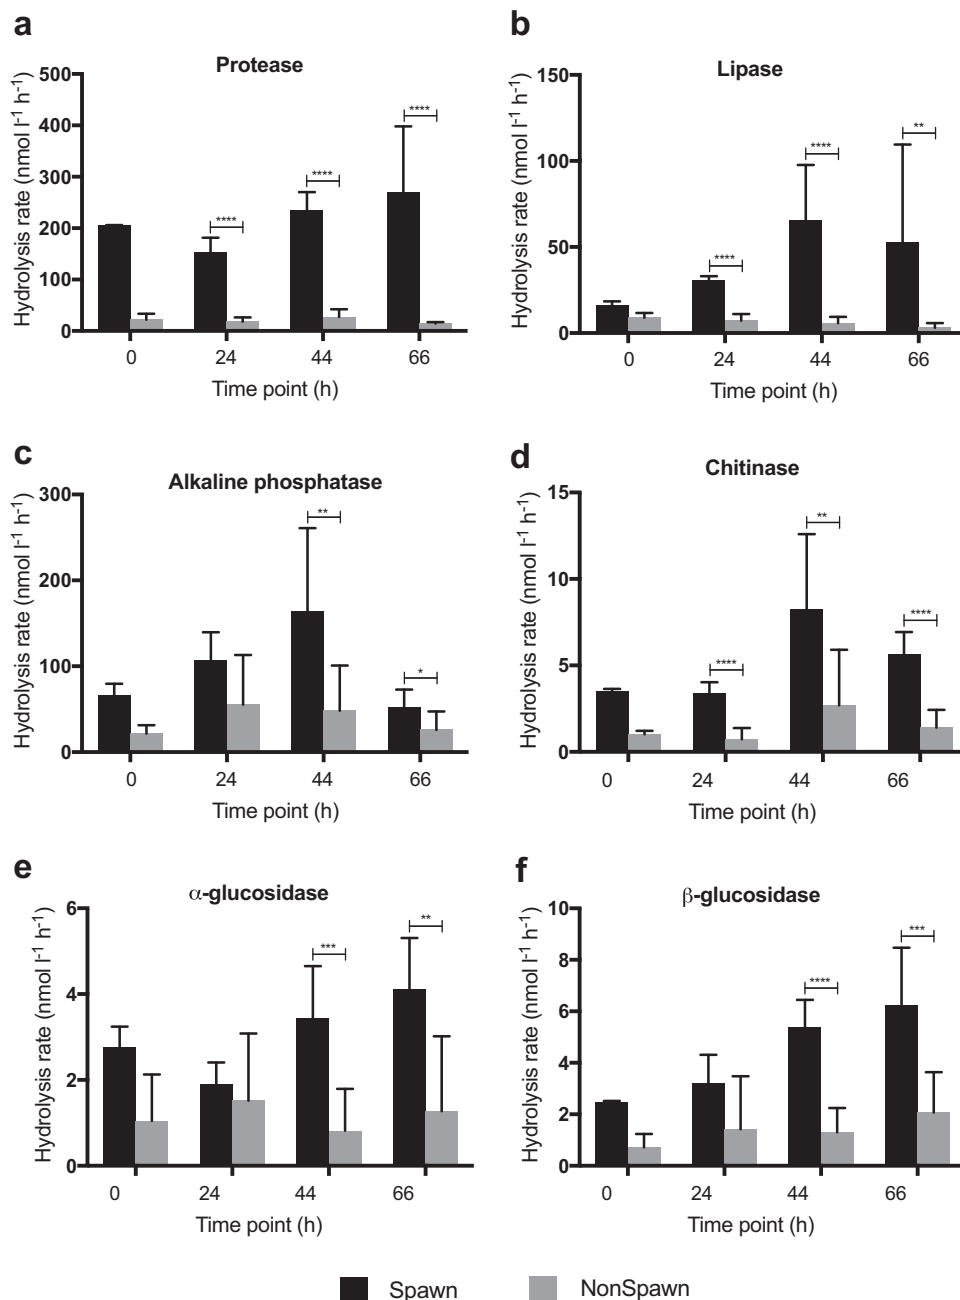 a
Protease
Hydrolysis rate (nmol l⁻¹ h⁻¹)
500
400
300
200
100
0
**** **** ****
0 24 44 66
Time point (h)
b
Lipase
Hydrolysis rate (nmol l⁻¹ h⁻¹)
150
100
50
0
**** **** **
0 24 44 66
Time point (h)
c
Alkaline phosphatase
Hydrolysis rate (nmol l⁻¹ h⁻¹)
300
200
100
0
** *
0 24 44 66
Time point (h)
d
Chitinase
Hydrolysis rate (nmol l⁻¹ h⁻¹)
15
10
5
0
**** ** ****
0 24 44 66
Time point (h)
e
α-glucosidase
Hydrolysis rate (nmol l⁻¹ h⁻¹)
6
4
2
0
*** **
0 24 44 66
Time point (h)
f
β-glucosidase
Hydrolysis rate (nmol l⁻¹ h⁻¹)
10
8
6
4
2
0
**** ***
0 24 44 66
Time point (h)
Spawn NonSpawn